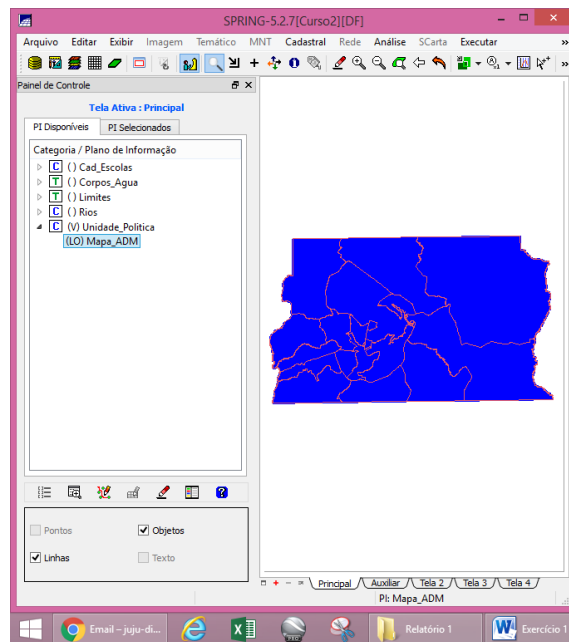 SPRING-5.2.7[Curso2][DF]
Arquivo Editar Exibir Imagem Temático MNT Cadastral Rede Análise SCarta Executar »
Painel de Controle
Tela Ativa : Principal
PI Disponíveis PI Selecionados
Categoria / Plano de Informação
C () Cad_Escolas
T () Corpos_Agua
T () Limites
C () Rios
C (V) Unidade_Politica
(LO) Mapa_ADM
Pontos Objetos
Linhas Texto
Principal Auxiliar Tela 2 Tela 3 Tela 4
PI: Mapa_ADM
Email – juju-di... Relatório 1 Exercício 1